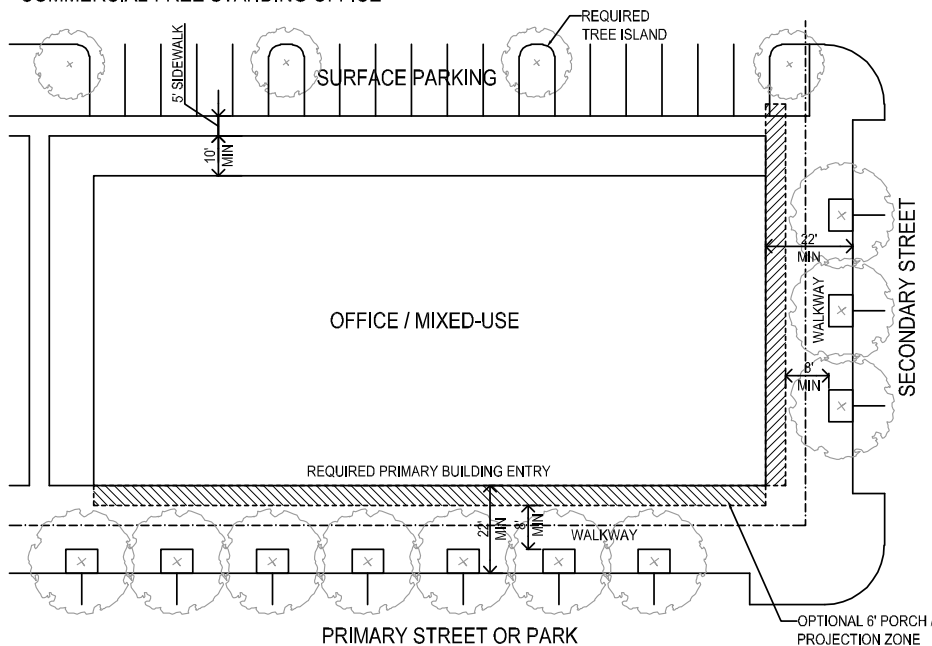 COMMERCIAL FREE STANDING OFFICE
REQUIRED
TREE ISLAND
5' SIDEWALK
SURFACE PARKING
10'
MIN
22'
MIN
OFFICE / MIXED-USE
WALKWAY
SECONDARY STREET
8'
MIN
REQUIRED PRIMARY BUILDING ENTRY
22'
MIN
8'
MIN
WALKWAY
PRIMARY STREET OR PARK
OPTIONAL 6' PORCH /
PROJECTION ZONE